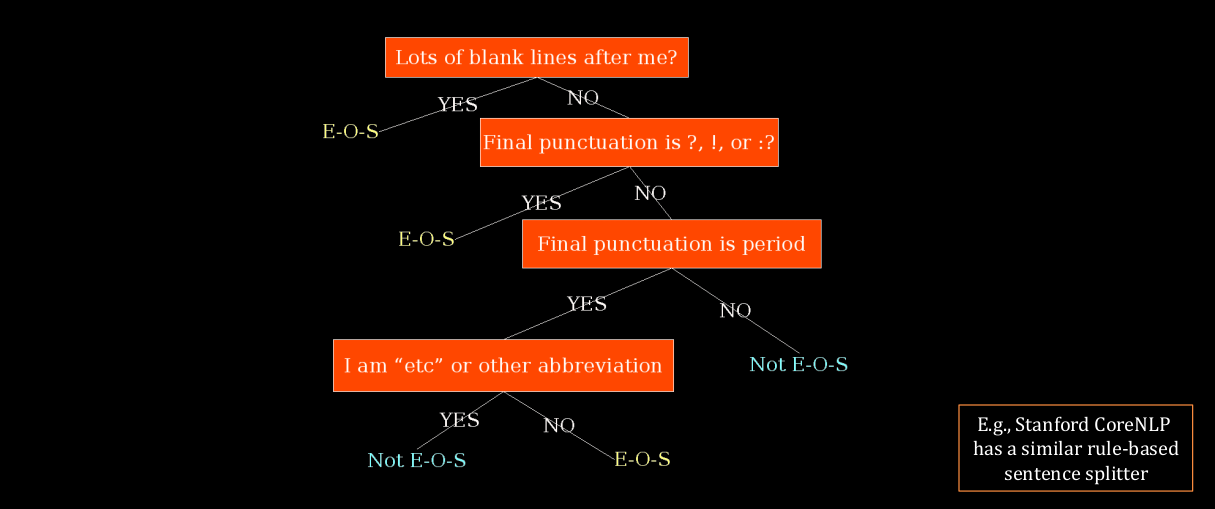 Lots of blank lines after me?
YES
NO
E-O-S
Final punctuation is ?, !, or :?
YES
NO
E-O-S
Final punctuation is period
YES
NO
I am “etc” or other abbreviation
Not E-O-S
YES
NO
Not E-O-S
E-O-S
E.g., Stanford CoreNLP
has a similar rule-based
sentence splitter